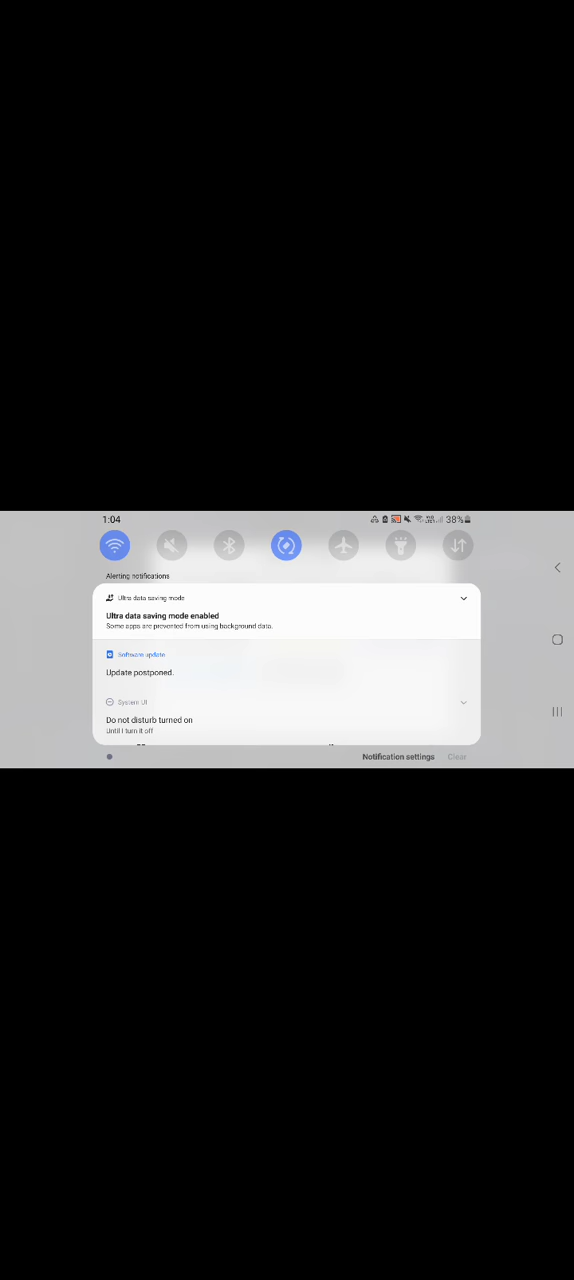 1:04
38%
Alerting notifications
Ultra data saving mode
Ultra data saving mode enabled
Some apps are prevented from using background data.
Software update
Update postponed.
System UI
Do not disturb turned on
Until I turn it off
Notification settings
Clear